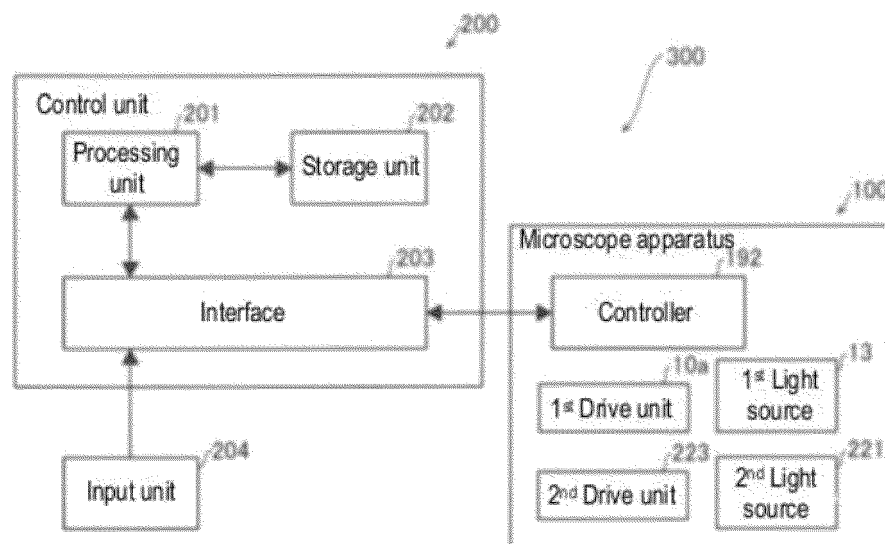 200
300
Control unit
201
202
Processing
unit
Storage unit
100
Microscope apparatus
203
192
Interface
Controller
10a
13
1st Drive unit
1st Light
source
204
223
221
Input unit
2nd Drive unit
2nd Light
source